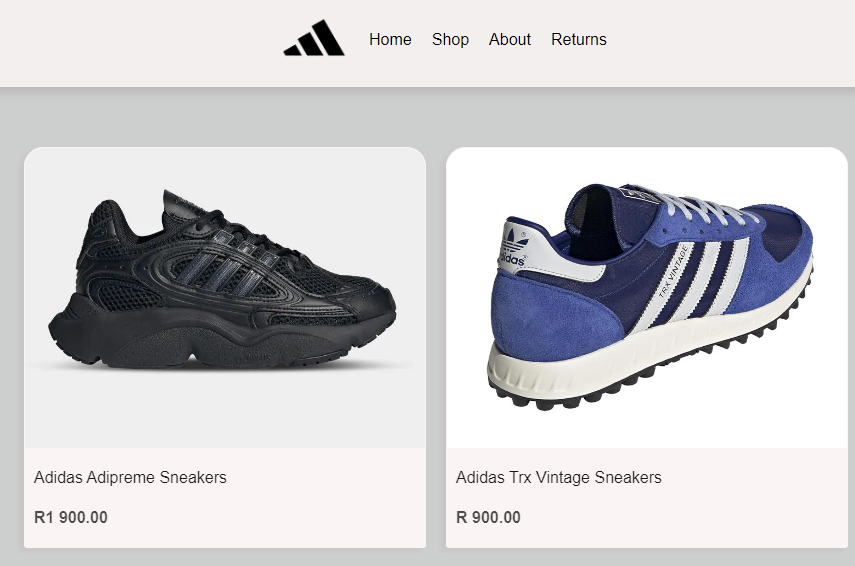 Home Shop About Returns
adidas
TRX VINTAGE
Adidas Adipreme Sneakers
Adidas Trx Vintage Sneakers
R1 900.00
R 900.00